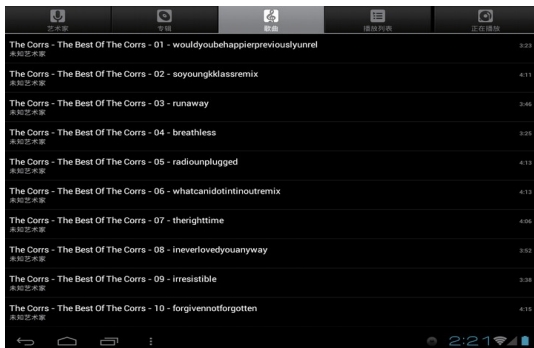 艺术家 专辑 歌曲 播放列表 正在播放
The Corrs - The Best Of The Corrs - 01 - wouldyoubehappierpreviouslyunrel 3:23
未知艺术家
The Corrs - The Best Of The Corrs - 02 - soyoungkklassremix 4:11
未知艺术家
The Corrs - The Best Of The Corrs - 03 - runaway 3:46
未知艺术家
The Corrs - The Best Of The Corrs - 04 - breathless 3:25
未知艺术家
The Corrs - The Best Of The Corrs - 05 - radiounplugged 4:13
未知艺术家
The Corrs - The Best Of The Corrs - 06 - whatcanidotintinoutremix 4:13
未知艺术家
The Corrs - The Best Of The Corrs - 07 - therighttime 4:06
未知艺术家
The Corrs - The Best Of The Corrs - 08 - ineverlovedyouanyway 3:52
未知艺术家
The Corrs - The Best Of The Corrs - 09 - irresistible 3:38
未知艺术家
The Corrs - The Best Of The Corrs - 10 - forgivennotforgotten 4:15
未知艺术家
2:21